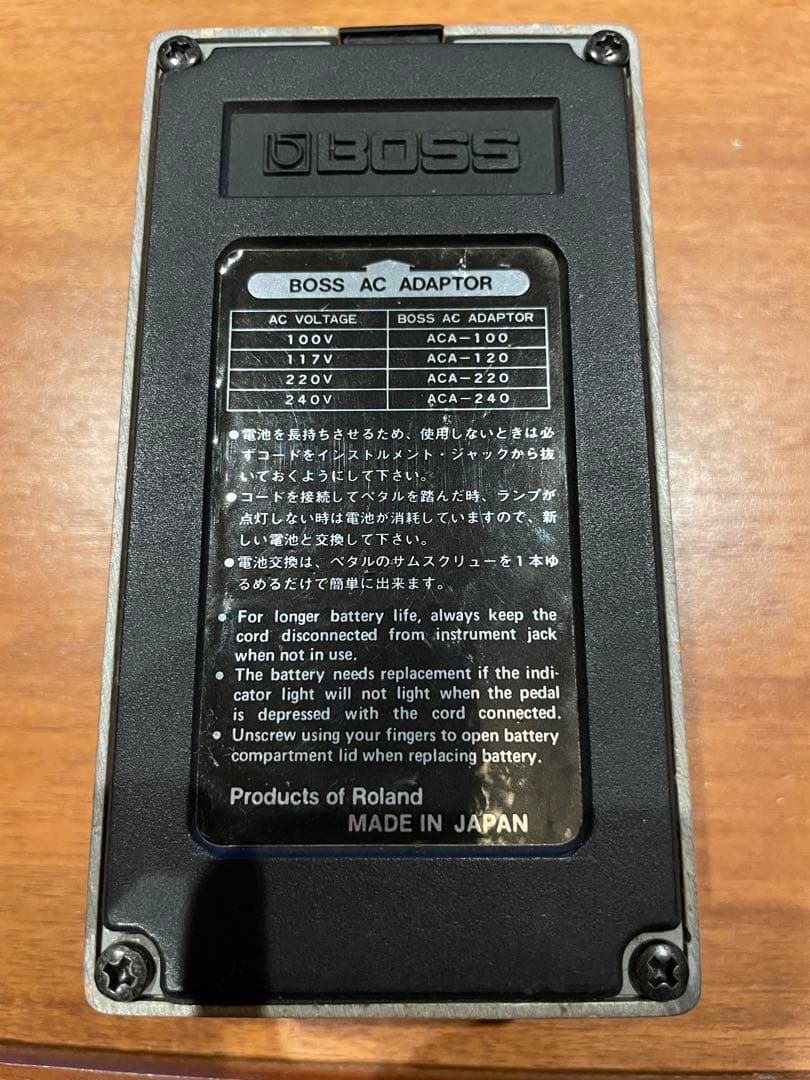 BOSS
BOSS AC ADAPTOR
AC VOLTAGE BOSS AC ADAPTOR
100V ACA-100
117V ACA-120
220V ACA-220
240V ACA-240
●電池を長持ちさせるため、使用しないときは必
ずコードをインストルメント・ジャックから抜
いておくようにして下さい。
●コードを接続してペタルを踏んだ時、ランプが
点灯しない時は電池が消耗していますので、新
しい電池と交換して下さい。
●電池交換は、ペタルのサムスクリューを1本ゆ
るめるだけで簡単に出来ます。
● For longer battery life, always keep the
cord disconnected from instrument jack
when not in use.
● The battery needs replacement if the indi-
cator light will not light when the pedal
is depressed with the cord connected.
● Unscrew using your fingers to open battery
compartment lid when replacing battery.
Products of Roland
MADE IN JAPAN